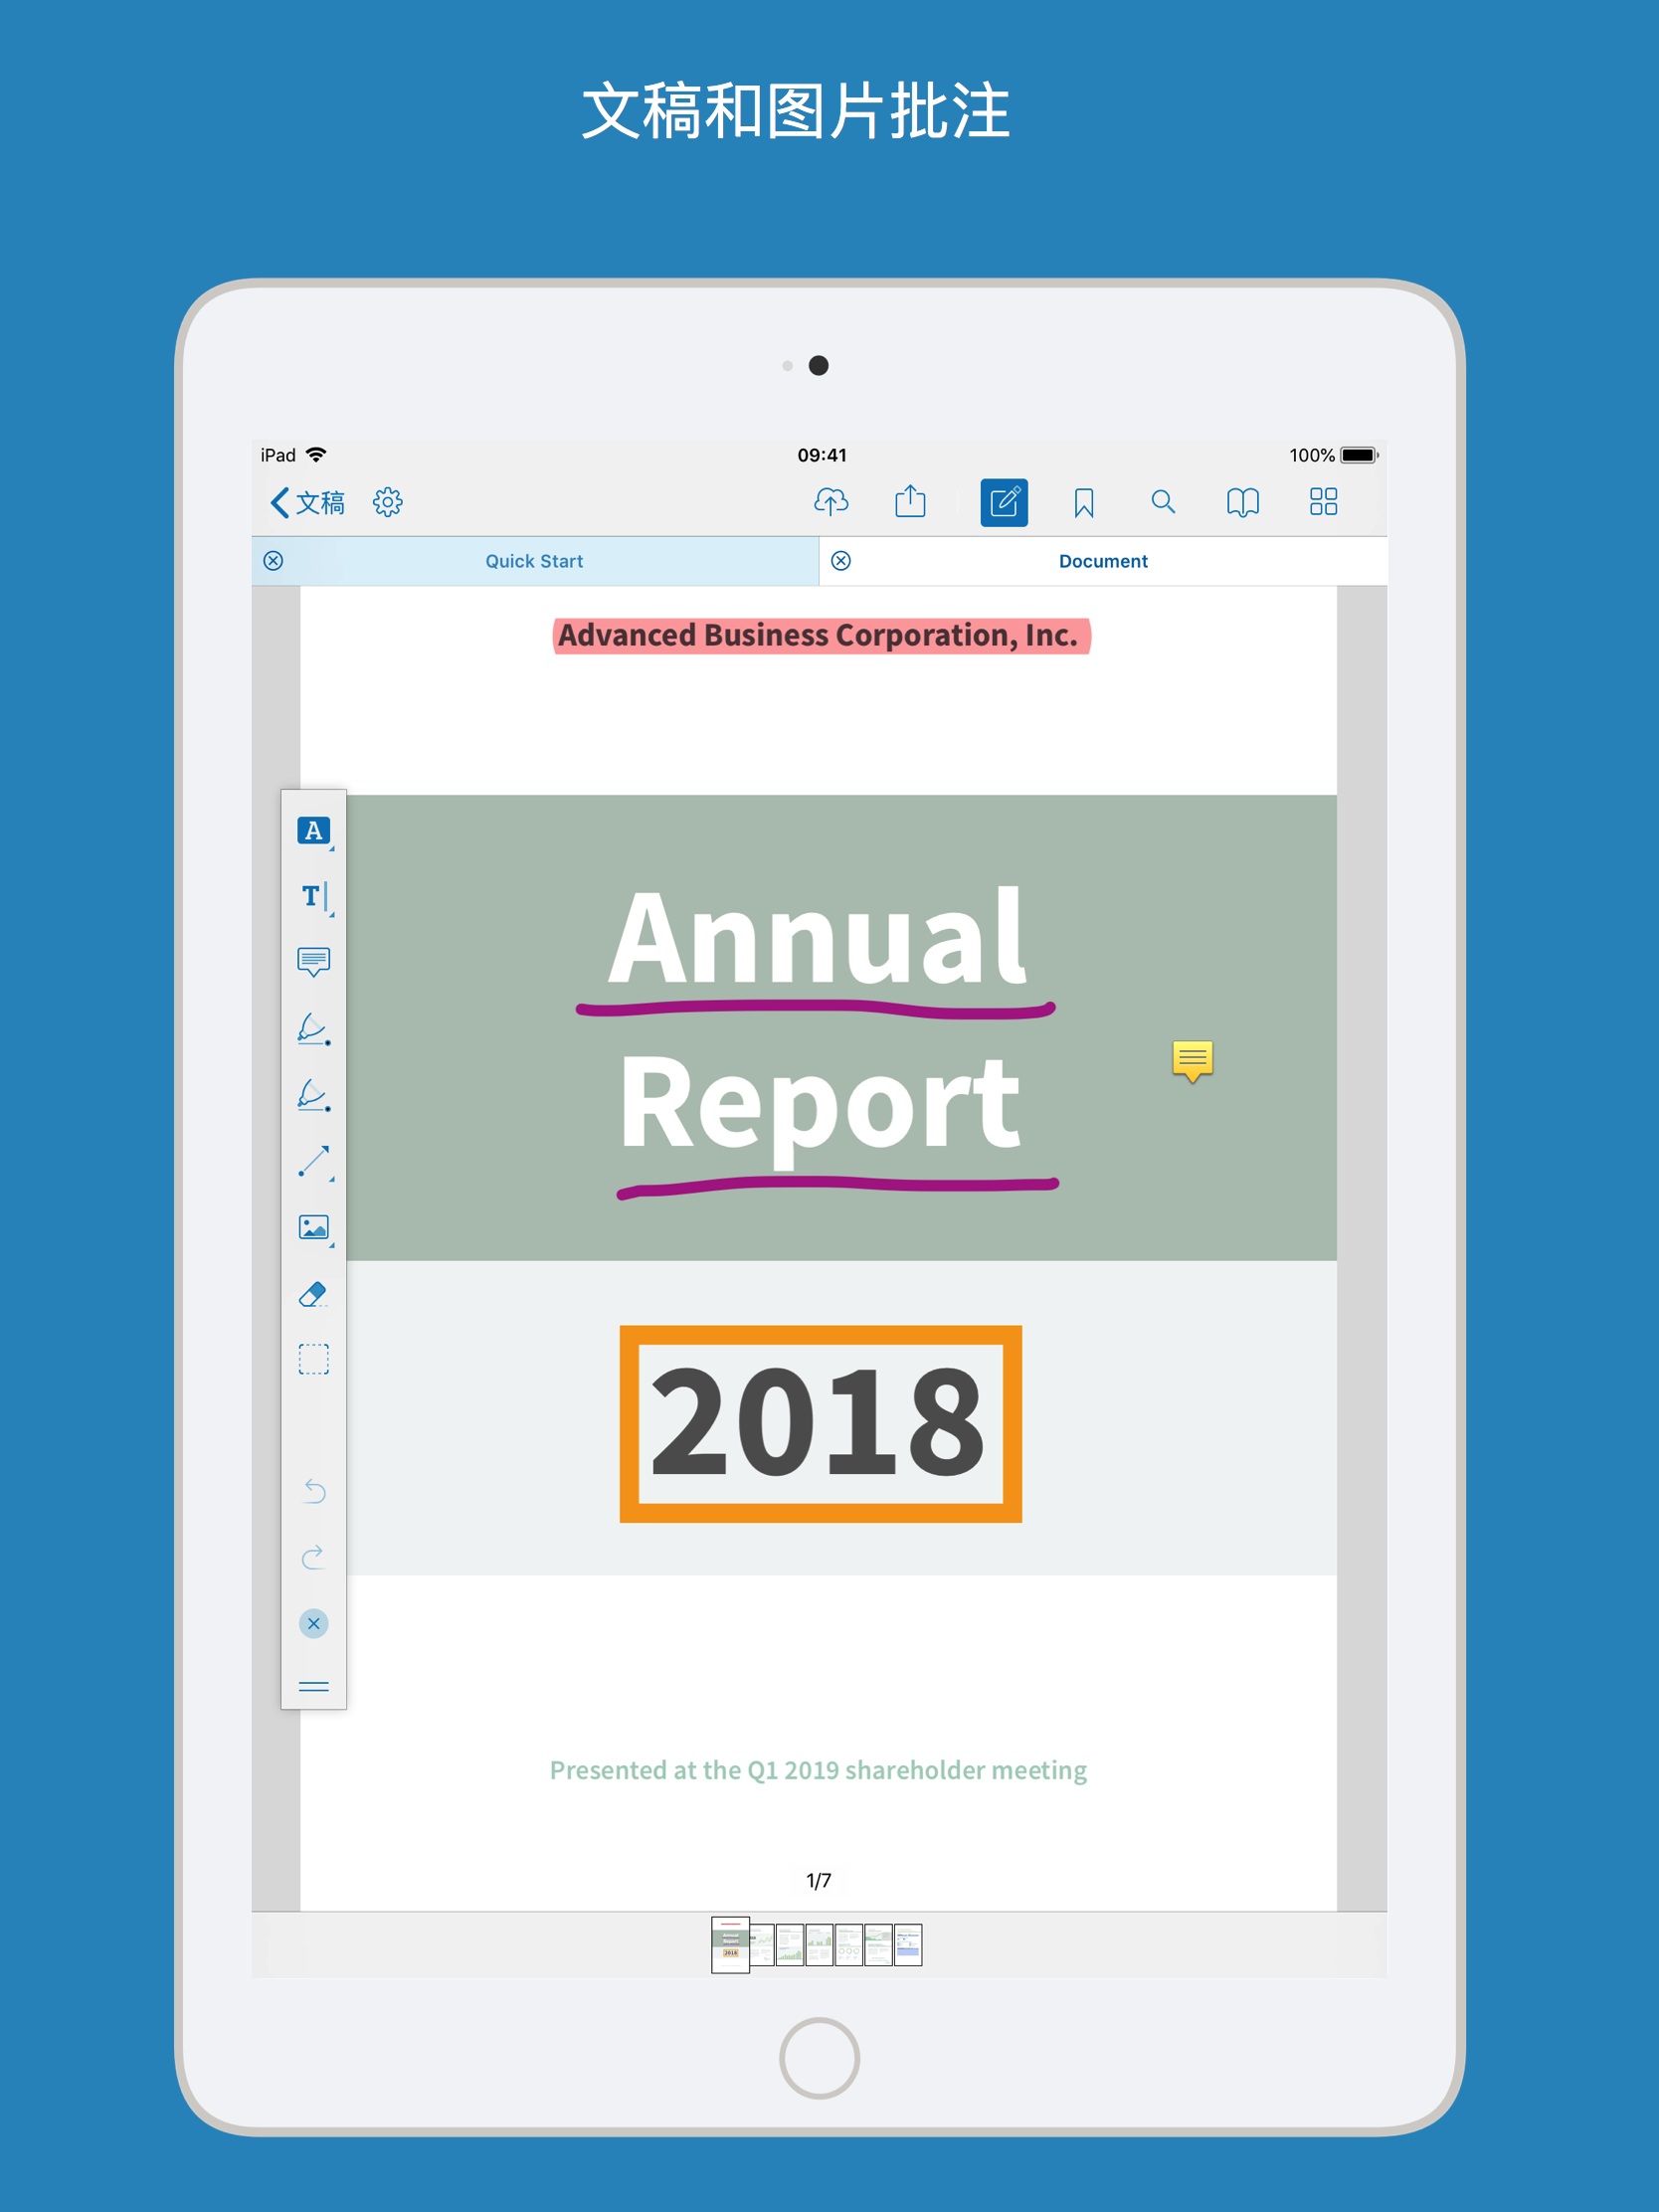 文稿和图片批注
iPad 09:41 100%
文稿
Quick Start Document
Advanced Business Corporation, Inc.
A
T
Annual
Report
2018
Presented at the Q1 2019 shareholder meeting
1/7